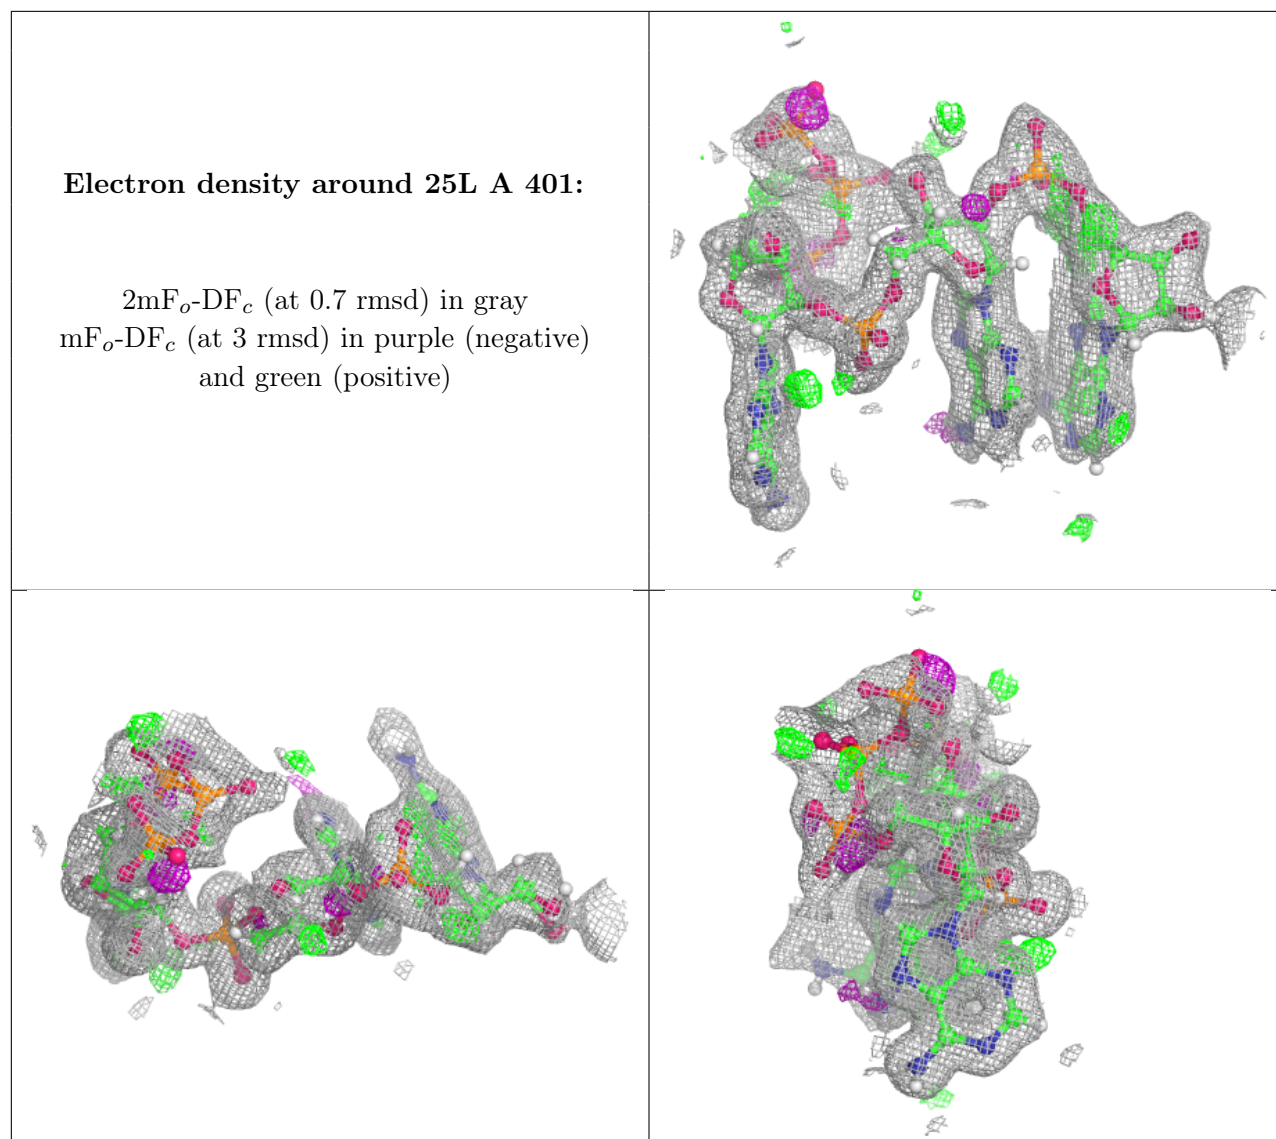 Electron density around 25L A 401:
2mFo-DFc (at 0.7 rmsd) in gray
mFo-DFc (at 3 rmsd) in purple (negative)
and green (positive)